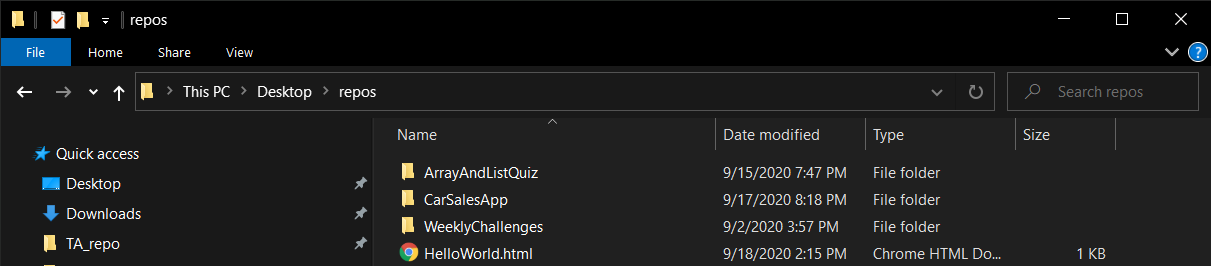 repos
File Home Share View
This PC Desktop repos Search repos
Name Date modified Type Size
Quick access
Desktop
Downloads
TA_repo
ArrayAndListQuiz 9/15/2020 7:47 PM File folder
CarSalesApp 9/17/2020 8:18 PM File folder
WeeklyChallenges 9/2/2020 3:57 PM File folder
HelloWorld.html 9/18/2020 2:15 PM Chrome HTML Do... 1 KB